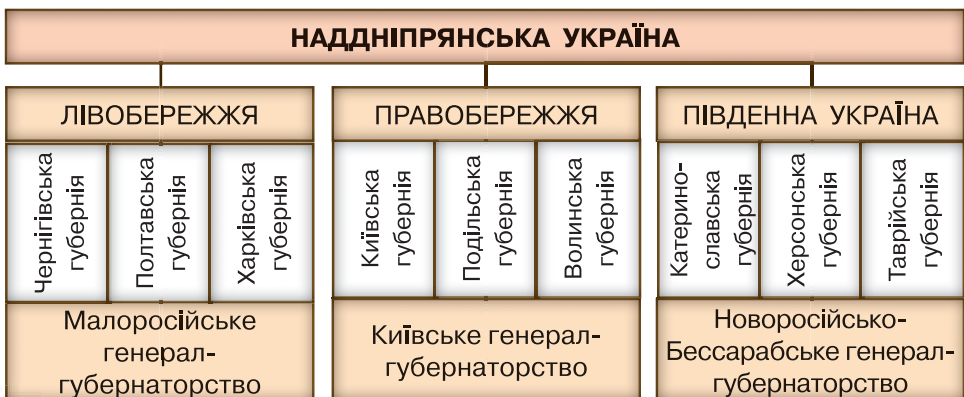 НАДДНІПРЯНСЬКА УКРАЇНА
ЛІВОБЕРЕЖЖЯ
ПРАВОБЕРЕЖЖЯ
ПІВДЕННА УКРАЇНА
Чернігівська
губернія
Полтавська
губернія
Харківська
губернія
Київська
губернія
Подільська
губернія
Волинська
губернія
Катерино-
славська
губернія
Херсонська
губернія
Таврійська
губернія
Малоросійське
генерал-
губернаторство
Київське генерал-
губернаторство
Новоросійсько-
Бессарабське генерал-
губернаторство